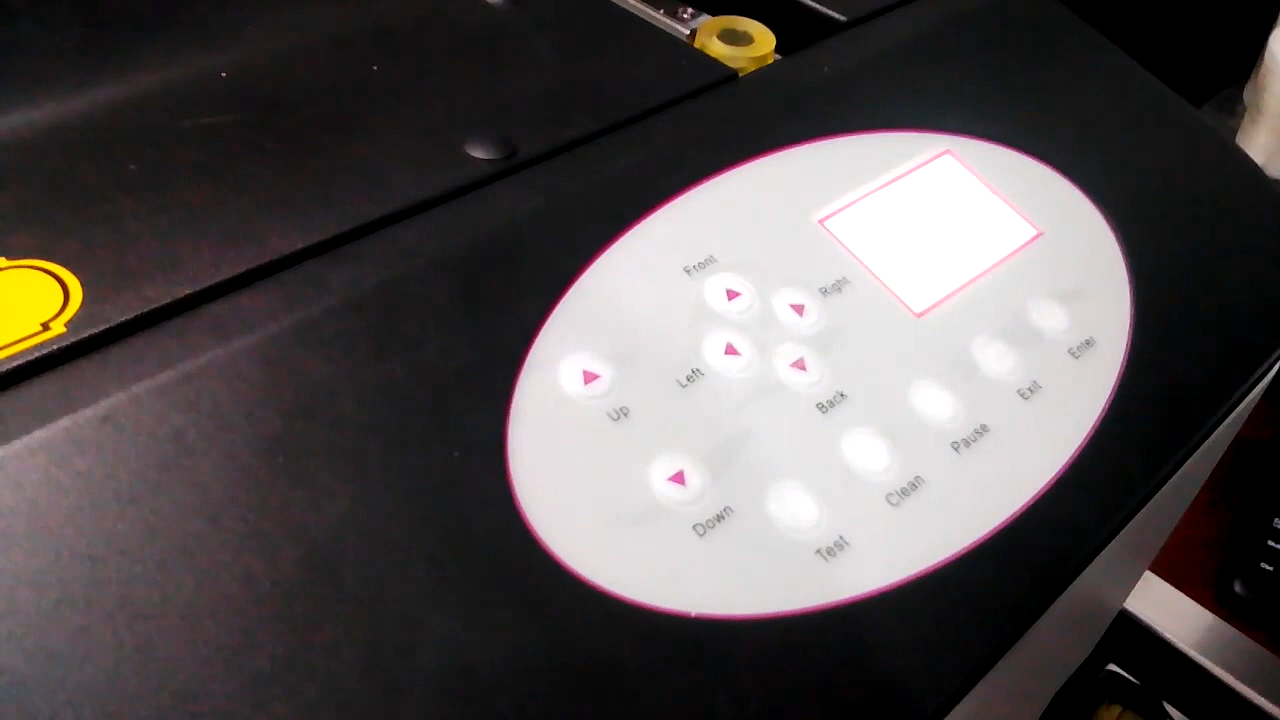 Front
Right
Left
Back
Up
Down
Test
Clean
Pause
Exit
Enter